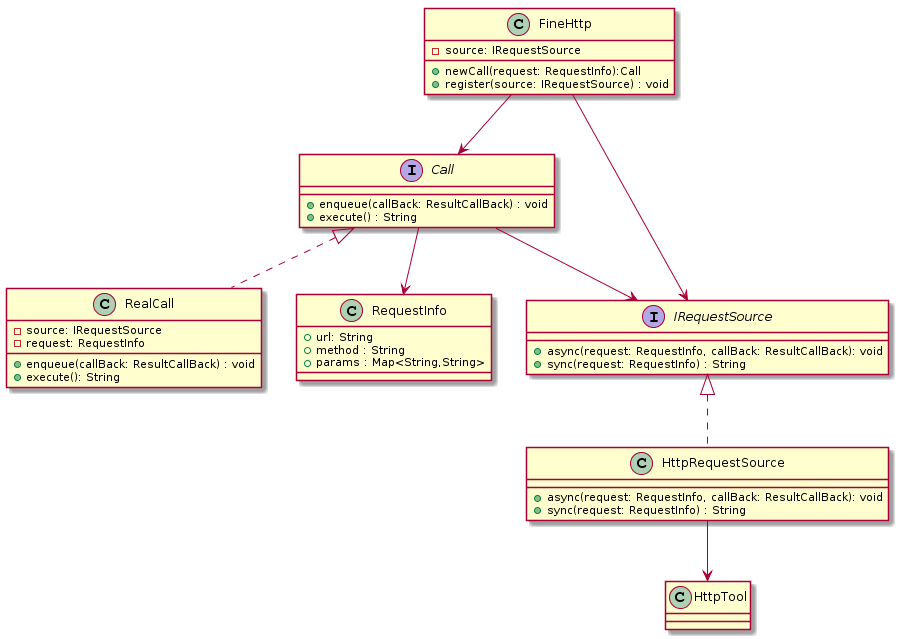 C FineHttp
source: IRequestSource
newCall(request: RequestInfo):Call
register(source: IRequestSource) : void
I Call
enqueue(callBack: ResultCallBack) : void
execute() : String
C RealCall
source: IRequestSource
request: RequestInfo
enqueue(callBack: ResultCallBack) : void
execute(): String
C RequestInfo
url: String
method : String
params : Map<String,String>
I IRequestSource
async(request: RequestInfo, callBack: ResultCallBack): void
sync(request: RequestInfo) : String
C HttpRequestSource
async(request: RequestInfo, callBack: ResultCallBack): void
sync(request: RequestInfo) : String
C HttpTool